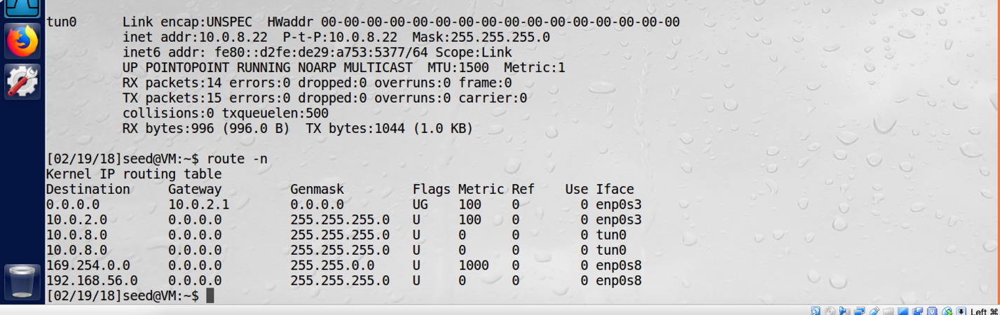 tun0      Link encap:UNSPEC  HWaddr 00-00-00-00-00-00-00-00-00-00-00-00-00-00-00-00
          inet addr:10.0.8.22  P-t-P:10.0.8.22  Mask:255.255.255.0
          inet6 addr: fe80::d2fe:de29:a753:5377/64 Scope:Link
          UP POINTOPOINT RUNNING NOARP MULTICAST  MTU:1500  Metric:1
          RX packets:14 errors:0 dropped:0 overruns:0 frame:0
          TX packets:15 errors:0 dropped:0 overruns:0 carrier:0
          collisions:0 txqueuelen:500
          RX bytes:996 (996.0 B)  TX bytes:1044 (1.0 KB)
[02/19/18]seed@VM:~$ route -n
Kernel IP routing table
Destination     Gateway         Genmask         Flags Metric Ref    Use Iface
0.0.0.0         10.0.2.1        0.0.0.0         UG    100    0        0 enp0s3
10.0.2.0        0.0.0.0         255.255.255.0   U     100    0        0 enp0s3
10.0.8.0        0.0.0.0         255.255.255.0   U     0      0        0 tun0
10.0.8.0        0.0.0.0         255.255.255.0   U     0      0        0 tun0
169.254.0.0     0.0.0.0         255.255.0.0     U     1000   0        0 enp0s8
192.168.56.0    0.0.0.0         255.255.255.0   U     0      0        0 enp0s8
[02/19/18]seed@VM:~$
Left ⌘